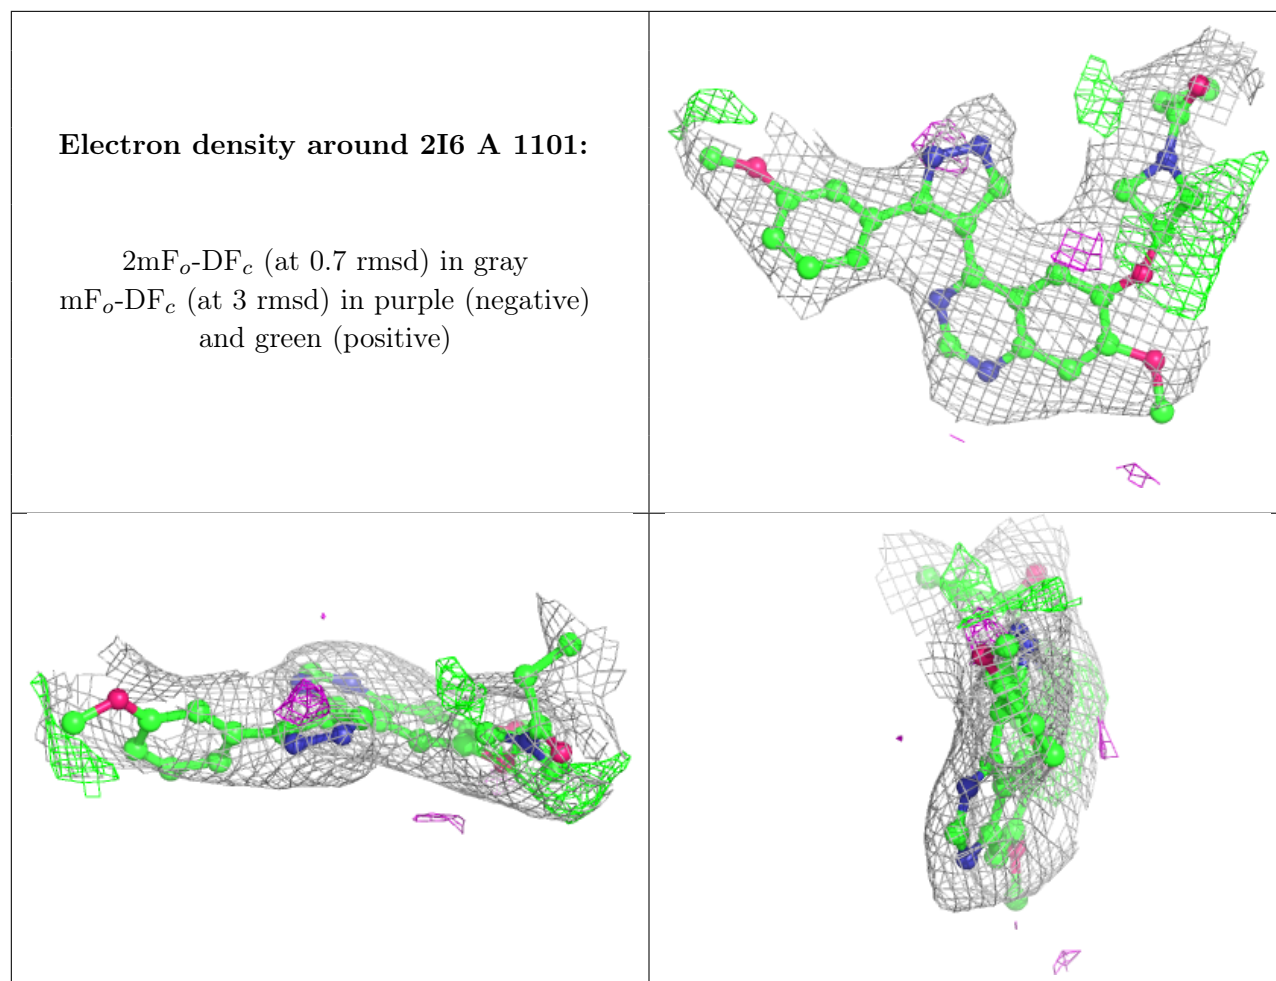 Electron density around 2I6 A 1101:
2mFo-DFc (at 0.7 rmsd) in gray
mFo-DFc (at 3 rmsd) in purple (negative)
and green (positive)